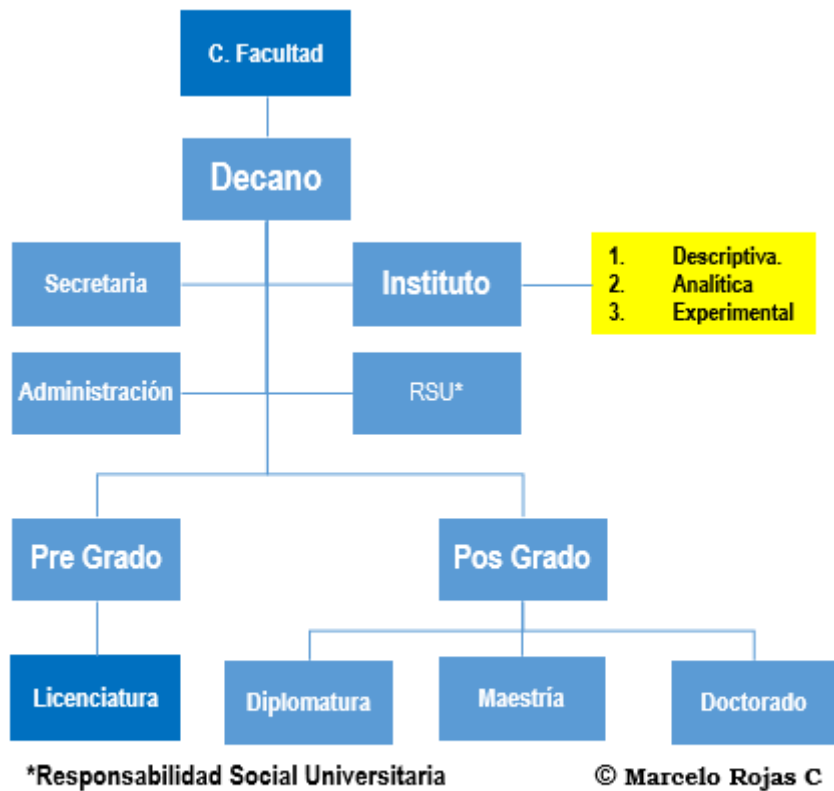 C. Facultad
Decano
Secretaria
Instituto
1. Descriptiva.
2. Analítica
3. Experimental
Administración
RSU*
Pre Grado
Pos Grado
Licenciatura
Diplomatura
Maestría
Doctorado
*Responsabilidad Social Universitaria
© Marcelo Rojas C